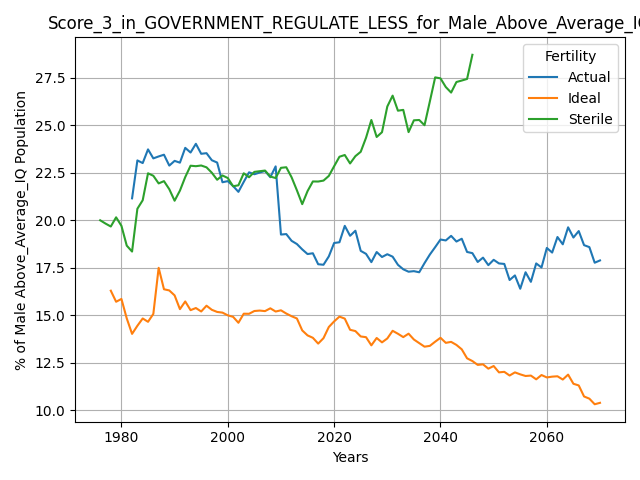 Score_3_in_GOVERNMENT_REGULATE_LESS_for_Male_Above_Average_IQ
% of Male Above_Average_IQ Population
27.5
25.0
22.5
20.0
17.5
15.0
12.5
10.0
1980
2000
2020
2040
2060
Years
Fertility
Actual
Ideal
Sterile